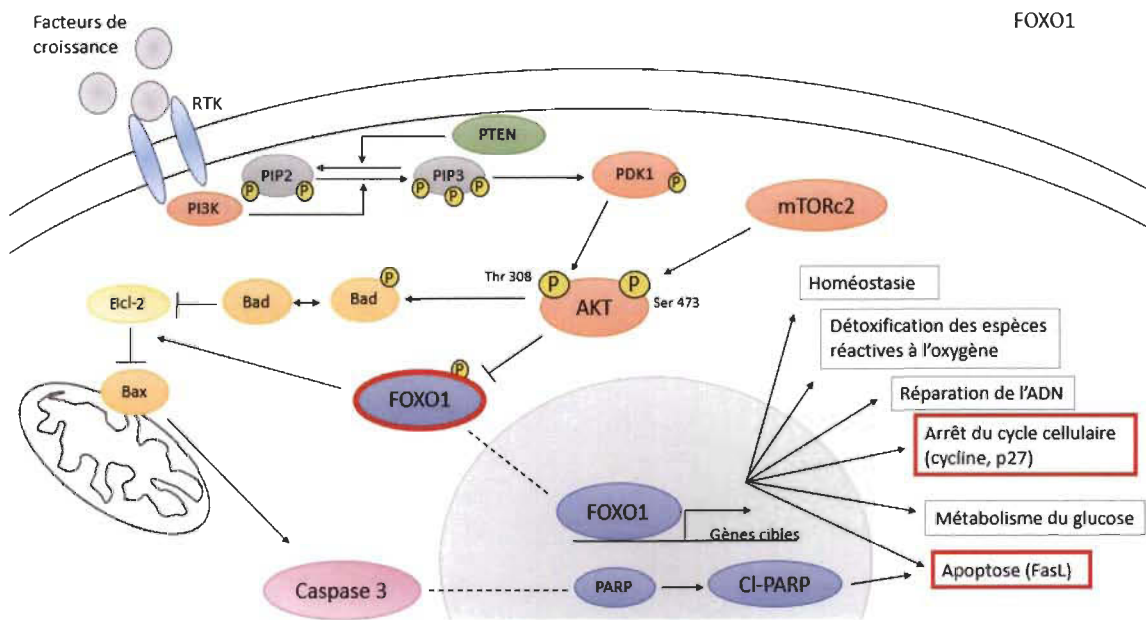 Facteurs de
croissance
FOXO1
RTK
PTEN
PIP2
P
P
PIP3
P
P
P
PDK1
P
PI3K
mTORc2
Thr 308
P
P
AKT
Ser 473
Bcl-2
Bad
Bad
P
Bax
P
FOXO1
Homéostasie
Détoxification des espèces
réactives à l'oxygène
Réparation de l'ADN
Arrêt du cycle cellulaire
(cycline, p27)
Métabolisme du glucose
Apoptose (FasL)
FOXO1
Gènes cibles
Caspase 3
PARP
Cl-PARP